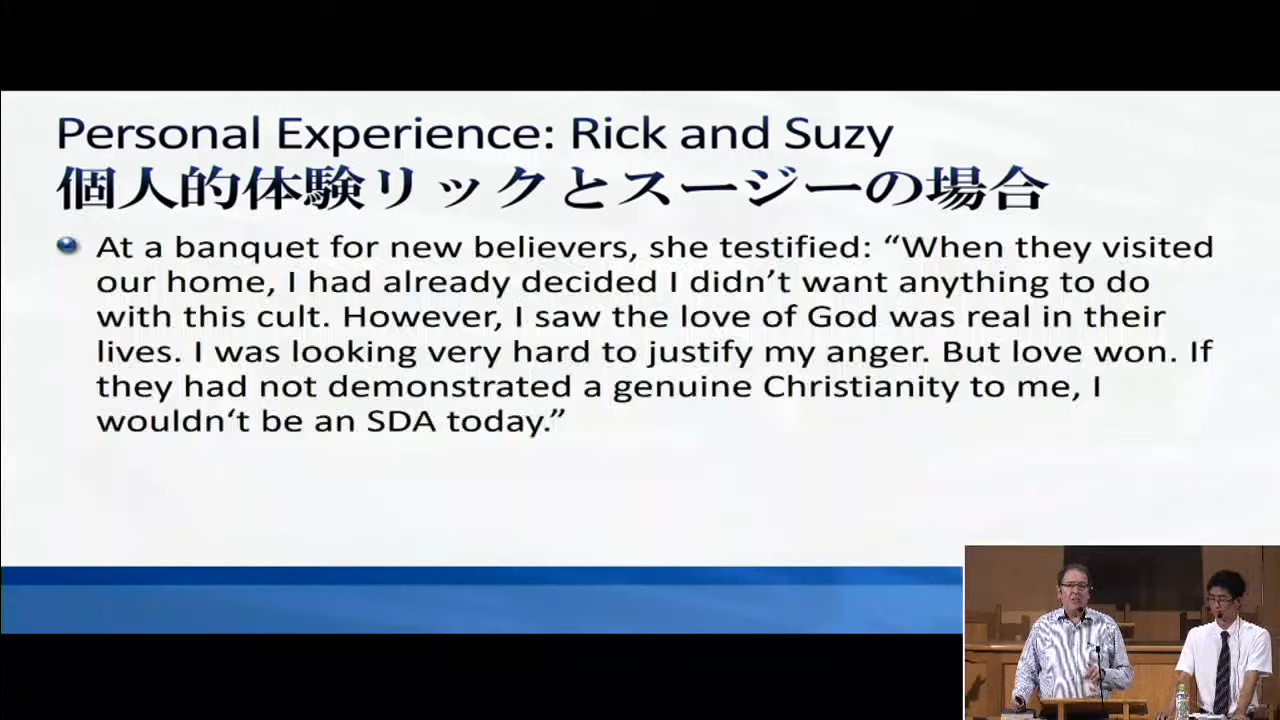 Personal Experience: Rick and Suzy
個人的体験リックとスージーの場合
At a banquet for new believers, she testified: “When they visited
our home, I had already decided I didn’t want anything to do
with this cult. However, I saw the love of God was real in their
lives. I was looking very hard to justify my anger. But love won. If
they had not demonstrated a genuine Christianity to me, I
wouldn‘t be an SDA today.”